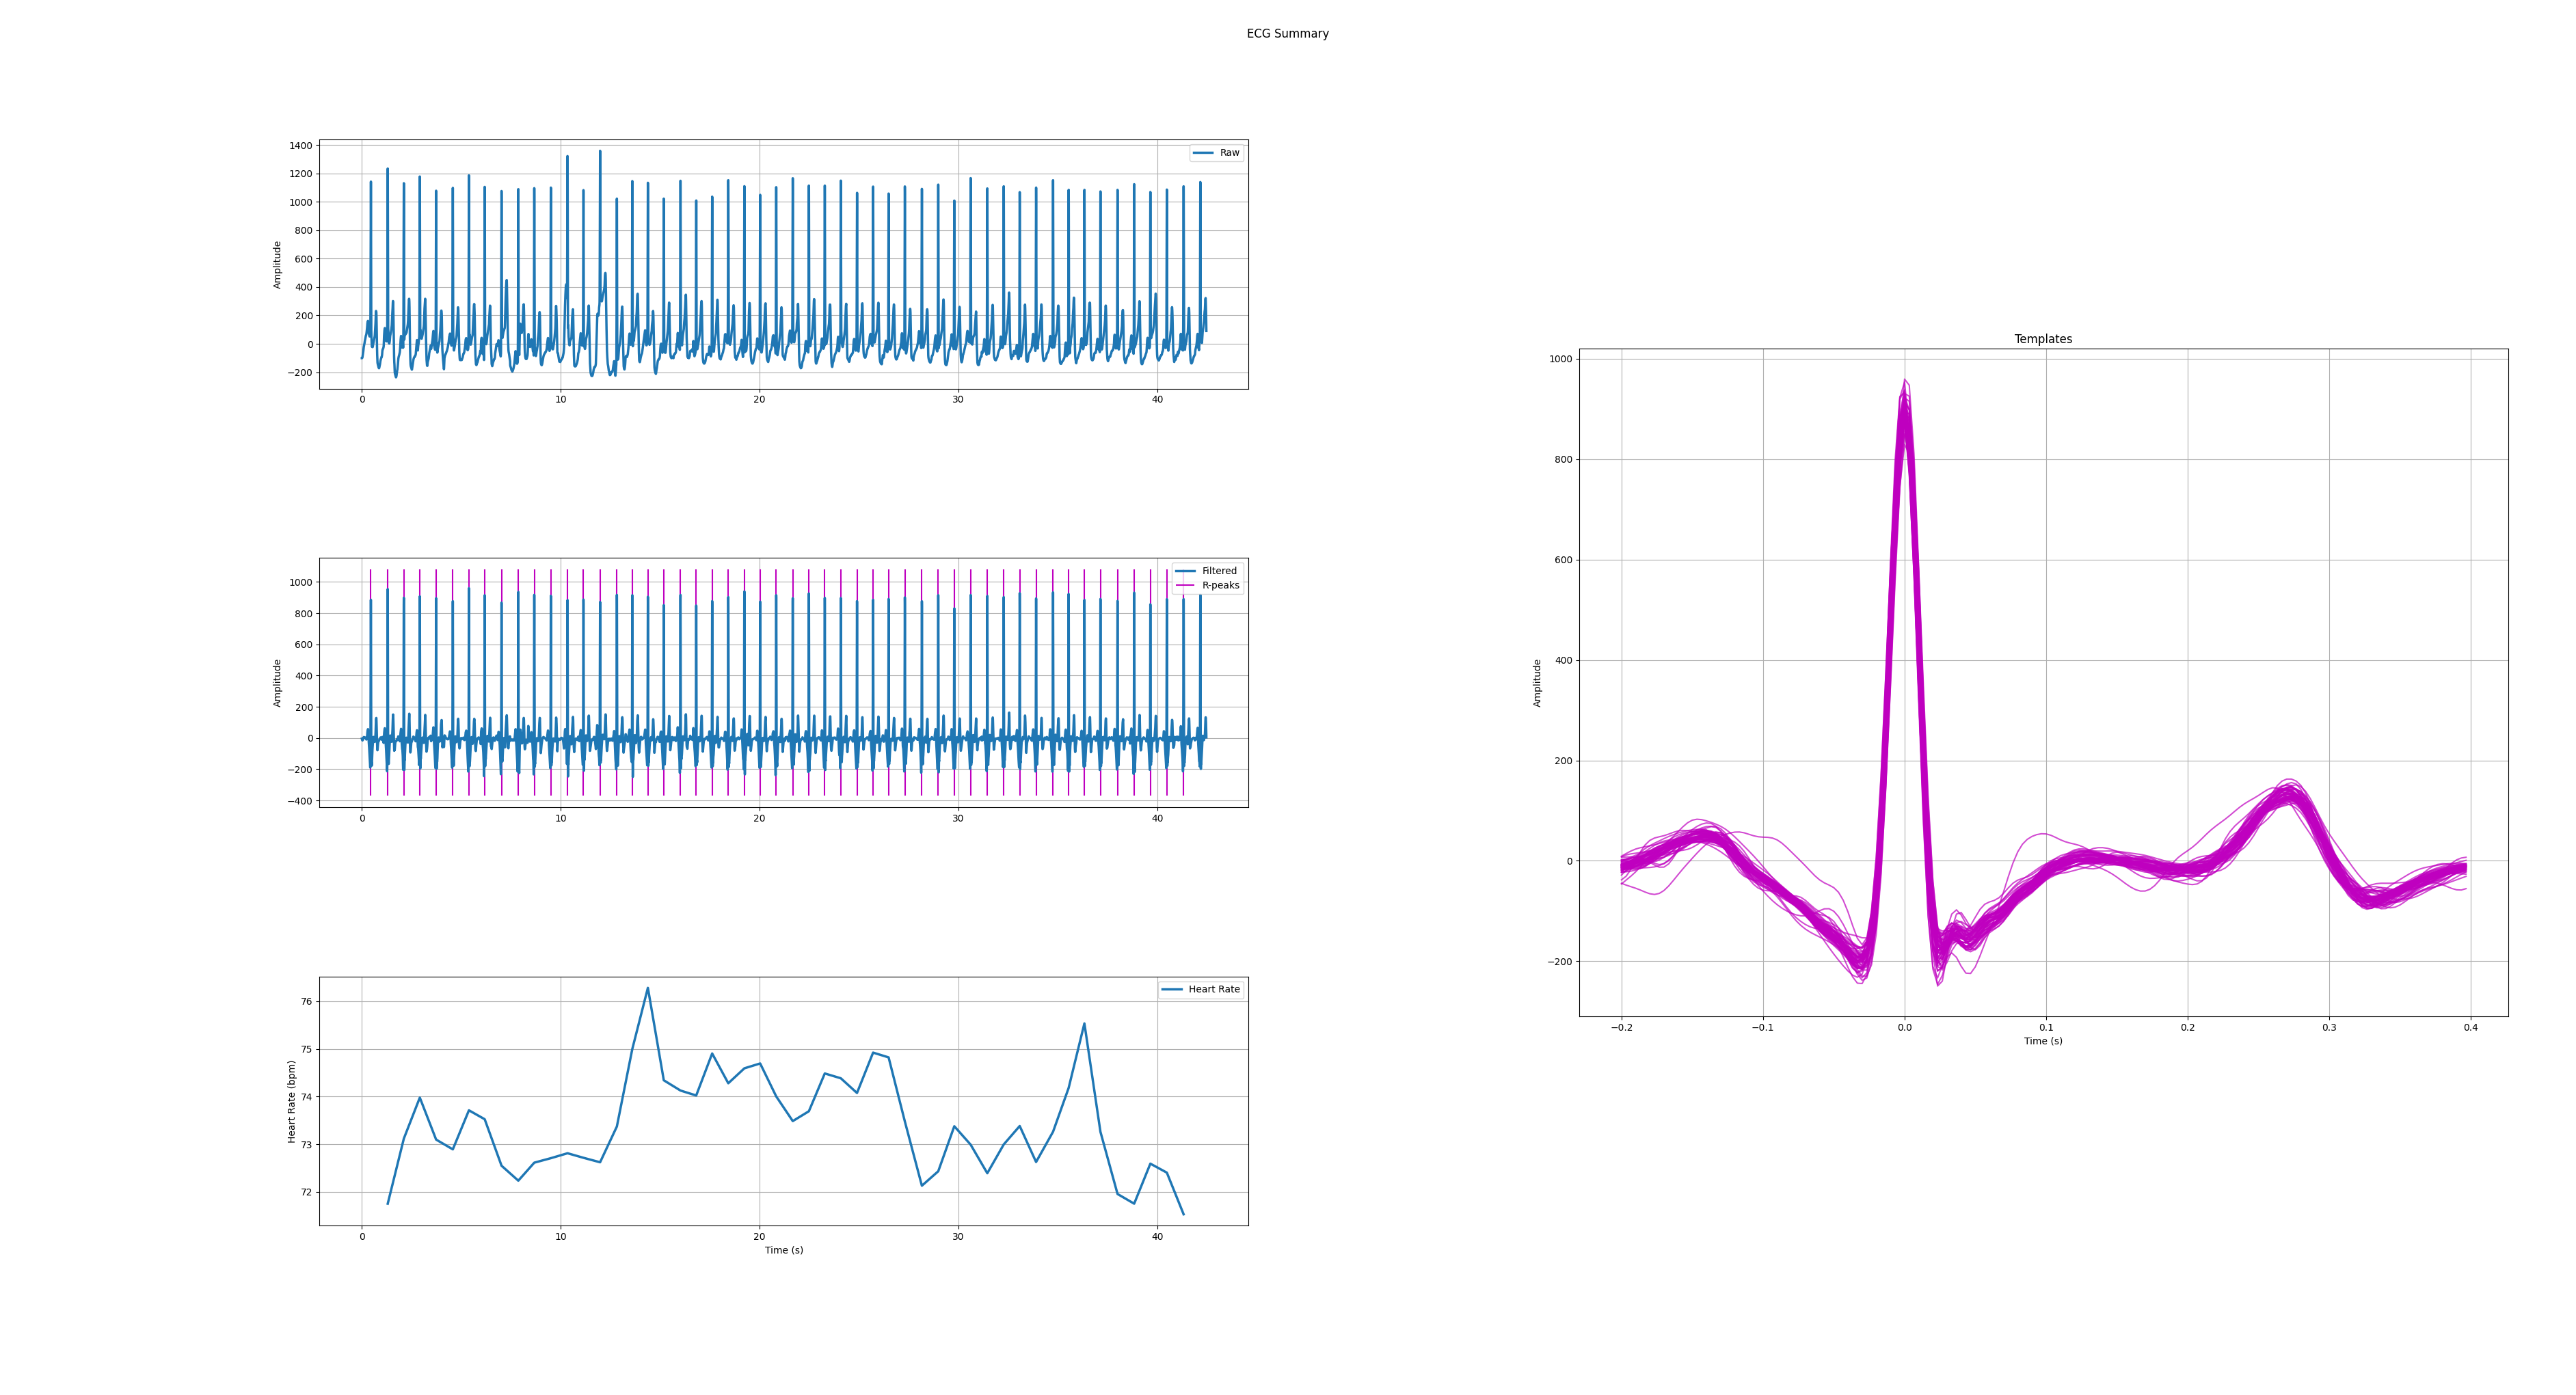 ECG Summary
1400
1200
1000
800
600
400
200
0
−200
Amplitude
Raw
0 10 20 30 40
1000
800
600
400
200
0
−200
−400
Amplitude
Filtered
R-peaks
0 10 20 30 40
76
75
74
73
72
Heart Rate (bpm)
Heart Rate
0 10 20 30 40
Time (s)
Templates
1000
800
600
400
200
0
−200
Amplitude
−0.2 −0.1 0.0 0.1 0.2 0.3 0.4
Time (s)